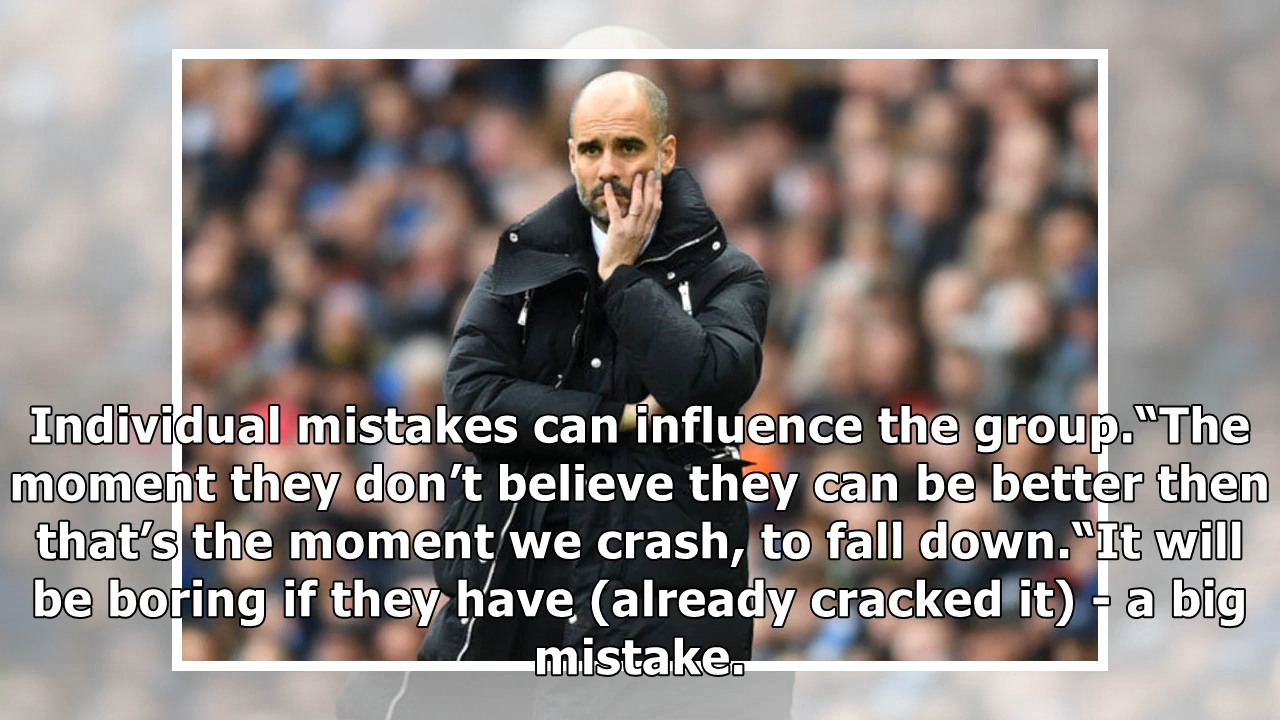 Individual mistakes can influence the group.“The
moment they don’t believe they can be better then
that’s the moment we crash, to fall down.“It will
be boring if they have (already cracked it) - a big
mistake.